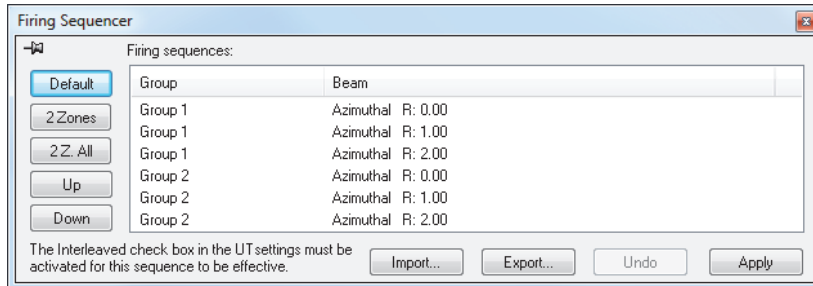 Firing Sequencer
Firing sequences:
Default
2 Zones
2 Z. All
Up
Down
Group Beam
Group 1 Azimuthal R: 0.00
Group 1 Azimuthal R: 1.00
Group 1 Azimuthal R: 2.00
Group 2 Azimuthal R: 0.00
Group 2 Azimuthal R: 1.00
Group 2 Azimuthal R: 2.00
The Interleaved check box in the UT settings must be
activated for this sequence to be effective.
Import... Export... Undo Apply